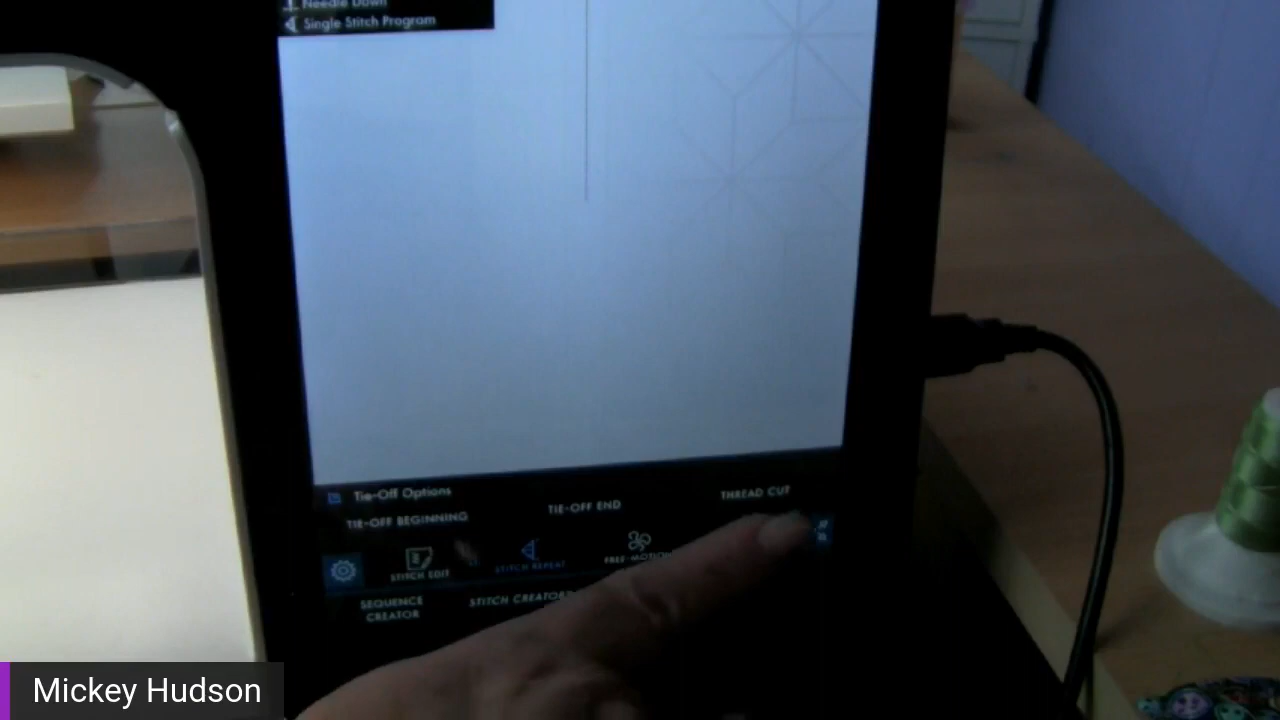 Needle Down
Single Stitch Program
Tie-Off Options
TIE-OFF BEGINNING
TIE-OFF END
THREAD CUT
STITCH EDIT
STITCH REPEAT
FREE-MOTION
SEQUENCE
CREATOR
STITCH CREATOR
Mickey Hudson